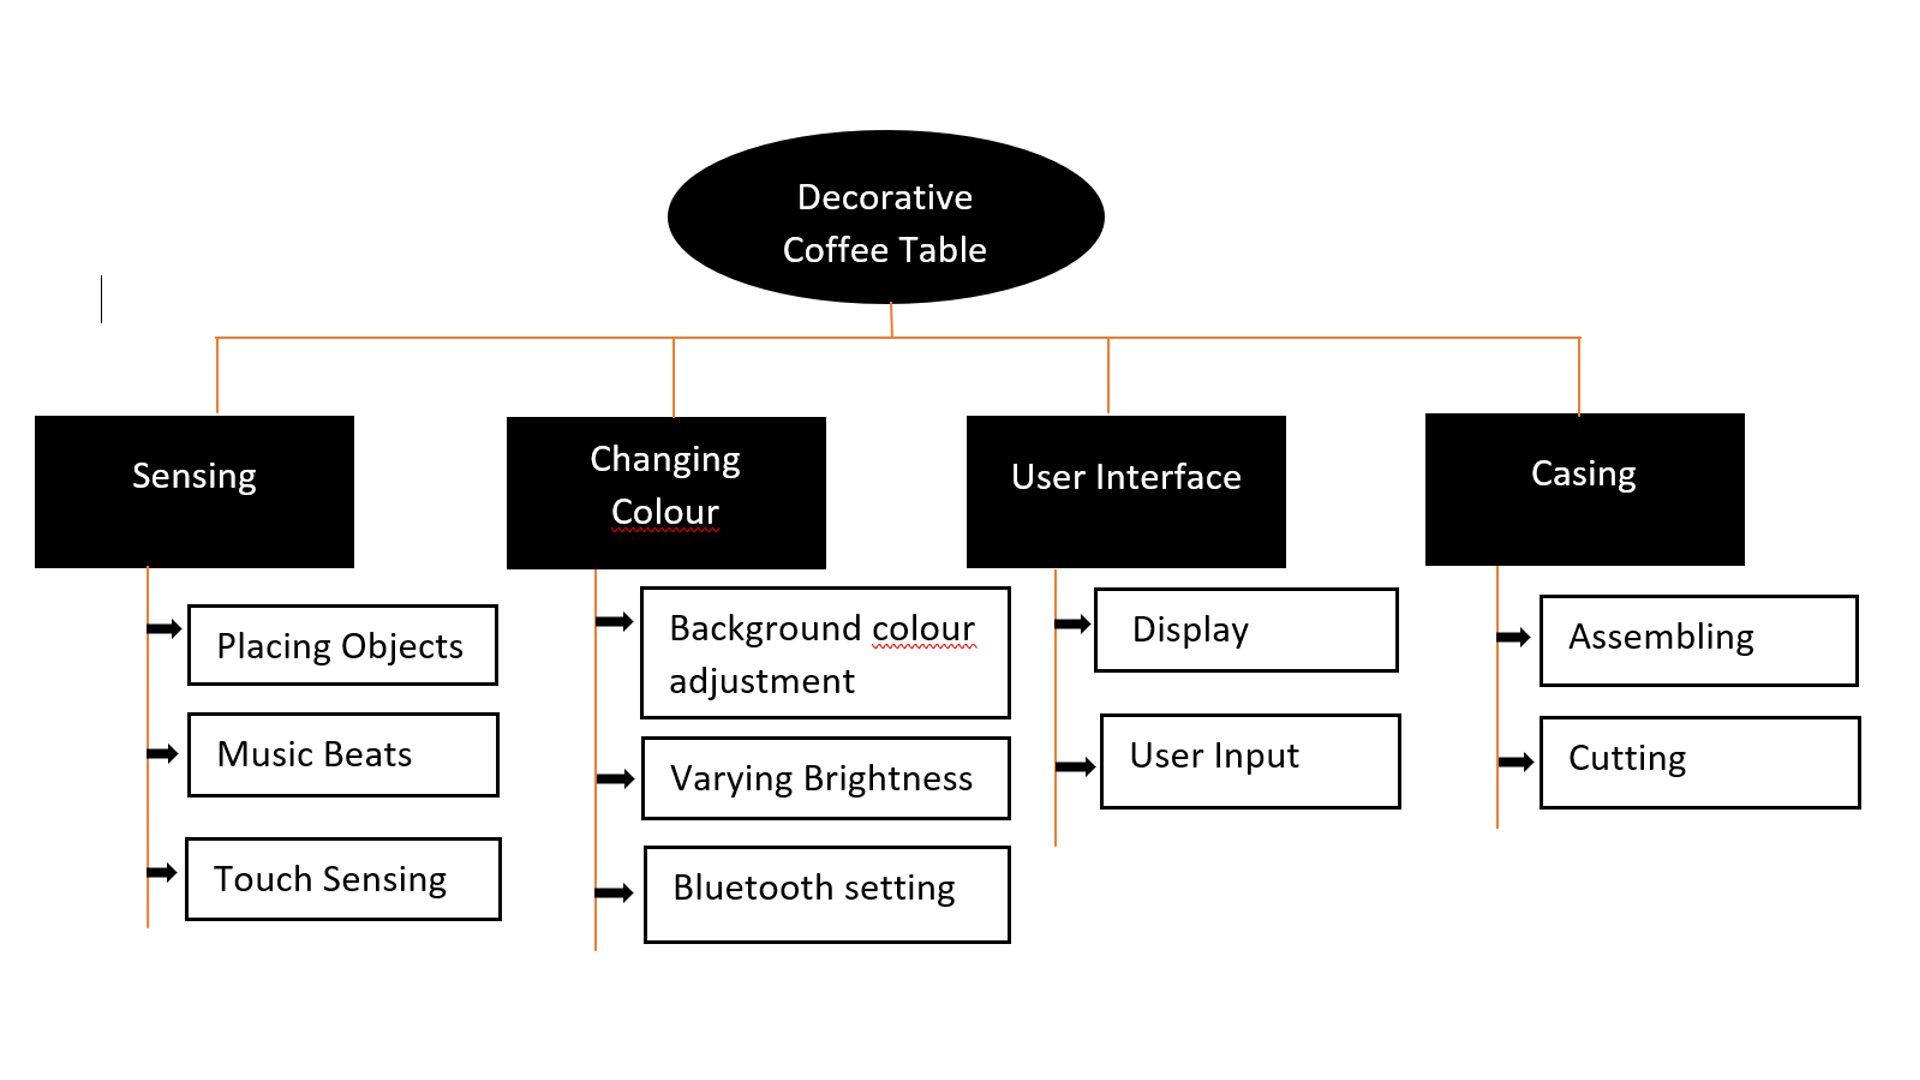 Decorative
Coffee Table
Sensing
Changing
Colour
User Interface
Casing
Placing Objects
Music Beats
Touch Sensing
Background colour
adjustment
Varying Brightness
Bluetooth setting
Display
User Input
Assembling
Cutting